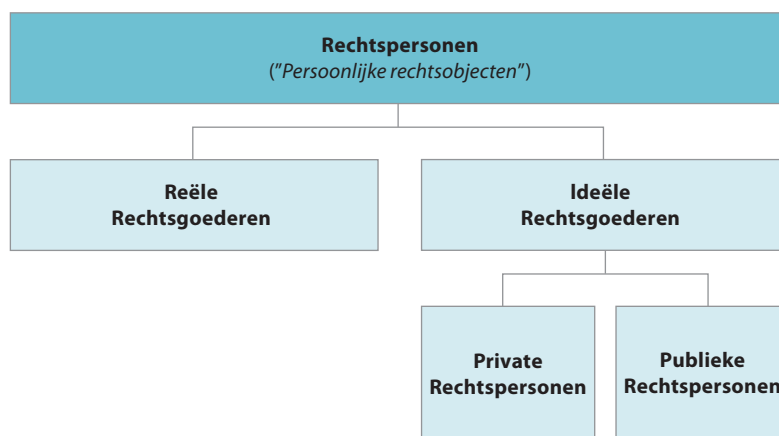 Rechtspersonen
("Persoonlijke rechtsobjecten")
Reële
Rechtsgoederen
Ideële
Rechtsgoederen
Private
Rechtspersonen
Publieke
Rechtspersonen